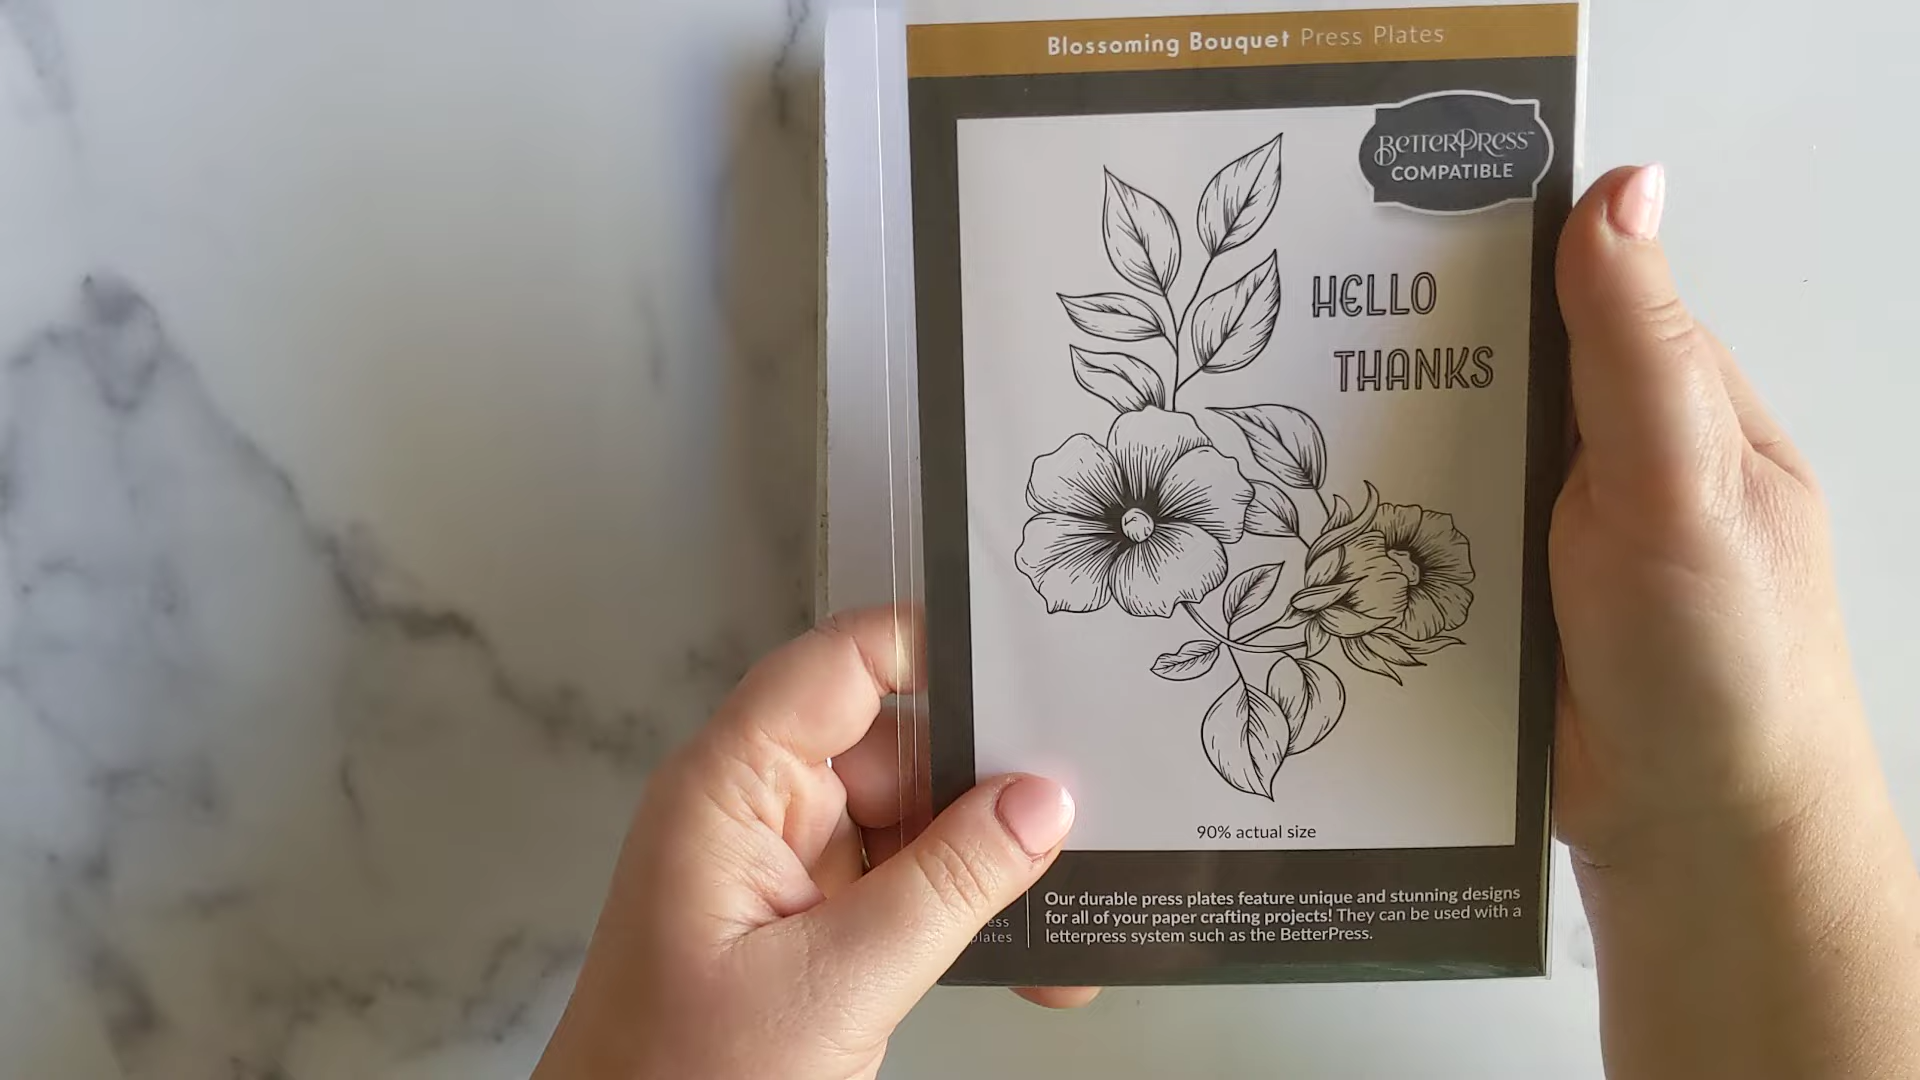 Blossoming Bouquet Press Plates
BETTERPRESS™
COMPATIBLE
HELLO
THANKS
90% actual size
Our durable press plates feature unique and stunning designs
for all of your paper crafting projects! They can be used with a
letterpress system such as the BetterPress.